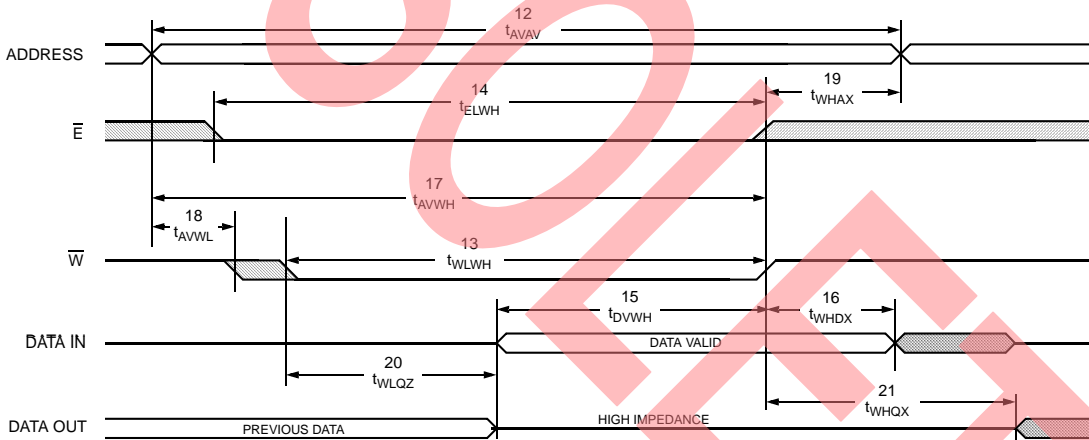 12
tAVAV
ADDRESS
19
tWHAX
14
tELWH
E
17
tAVWH
18
tAVWL
13
tWLWH
W
15
tDVWH
16
tWHDX
DATA IN
DATA VALID
20
tWLQZ
21
tWHQX
DATA OUT
PREVIOUS DATA
HIGH IMPEDANCE